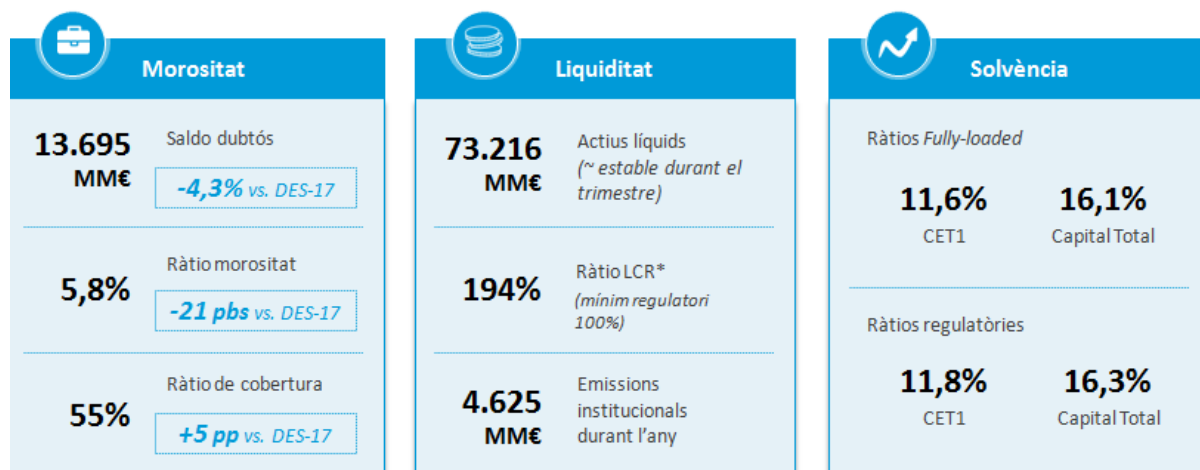 Morositat
13.695
MM€
Saldo dubtós
-4,3% vs. DES-17
5,8%
Ràtio morositat
-21 pbs vs. DES-17
55%
Ràtio de cobertura
+5 pp vs. DES-17
Liquiditat
73.216
MM€
Actius líquids
(~ estable durant el
trimestre)
194%
Ràtio LCR*
(mínim regulatori
100%)
4.625
MM€
Emissions
institucionals
durant l'any
Solvència
Ràtios Fully-loaded
11,6%
CET1
16,1%
Capital Total
Ràtios regulatòries
11,8%
CET1
16,3%
Capital Total